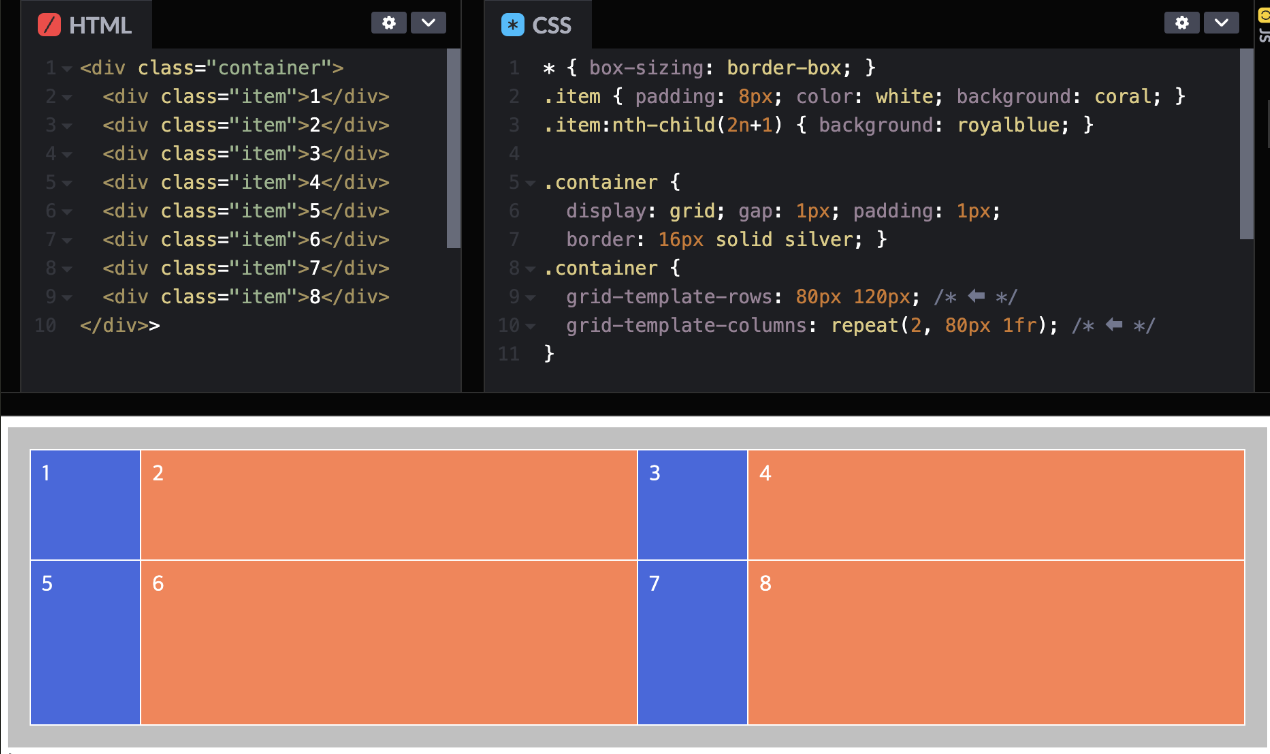 HTML
1 <div class="container">
2 <div class="item">1</div>
3 <div class="item">2</div>
4 <div class="item">3</div>
5 <div class="item">4</div>
6 <div class="item">5</div>
7 <div class="item">6</div>
8 <div class="item">7</div>
9 <div class="item">8</div>
10 </div>>
* CSS
1 * { box-sizing: border-box; }
2 .item { padding: 8px; color: white; background: coral; }
3 .item:nth-child(2n+1) { background: royalblue; }
4
5 .container {
6 display: grid; gap: 1px; padding: 1px;
7 border: 16px solid silver; }
8 .container {
9 grid-template-rows: 80px 120px; /* ⬅ */
10 grid-template-columns: repeat(2, 80px 1fr); /* ⬅ */
11 }
JS
1 2 3 4
5 6 7 8